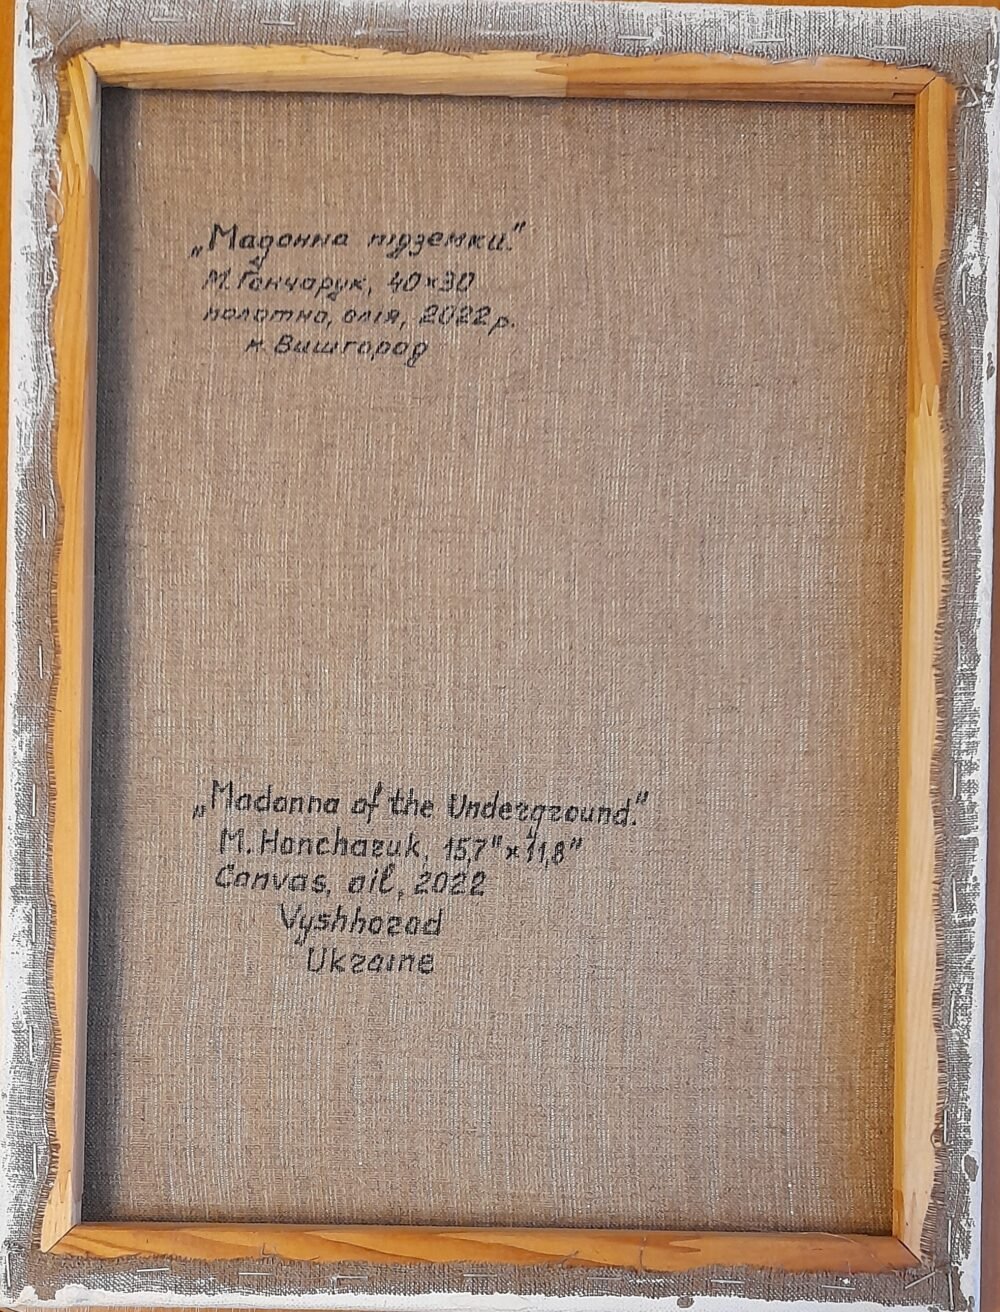 „Мадонна підземки."
М. Гончарук, 40×30
полотно, олія, 2022 р.
м. Вишгород
„Madonna of the Underground."
M. Honcharuk, 15,7" × 11,8"
Canvas, oil, 2022
Vyshhorod
Ukraine